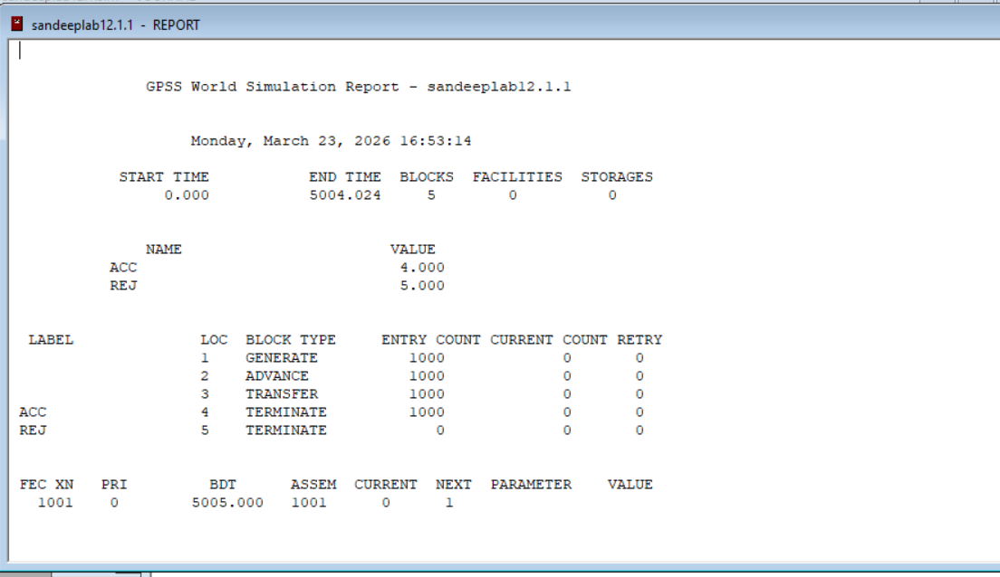 sandeeplab12.1.1 - REPORT
GPSS World Simulation Report - sandeeplab12.1.1
Monday, March 23, 2026 16:53:14
START TIME END TIME BLOCKS FACILITIES STORAGES
0.000 5004.024 5 0 0
NAME VALUE
ACC 4.000
REJ 5.000
LABEL LOC BLOCK TYPE ENTRY COUNT CURRENT COUNT RETRY
1 GENERATE 1000 0 0
2 ADVANCE 1000 0 0
3 TRANSFER 1000 0 0
ACC 4 TERMINATE 1000 0 0
REJ 5 TERMINATE 0 0 0
FEC XN PRI BDT ASSEM CURRENT NEXT PARAMETER VALUE
1001 0 5005.000 1001 0 1